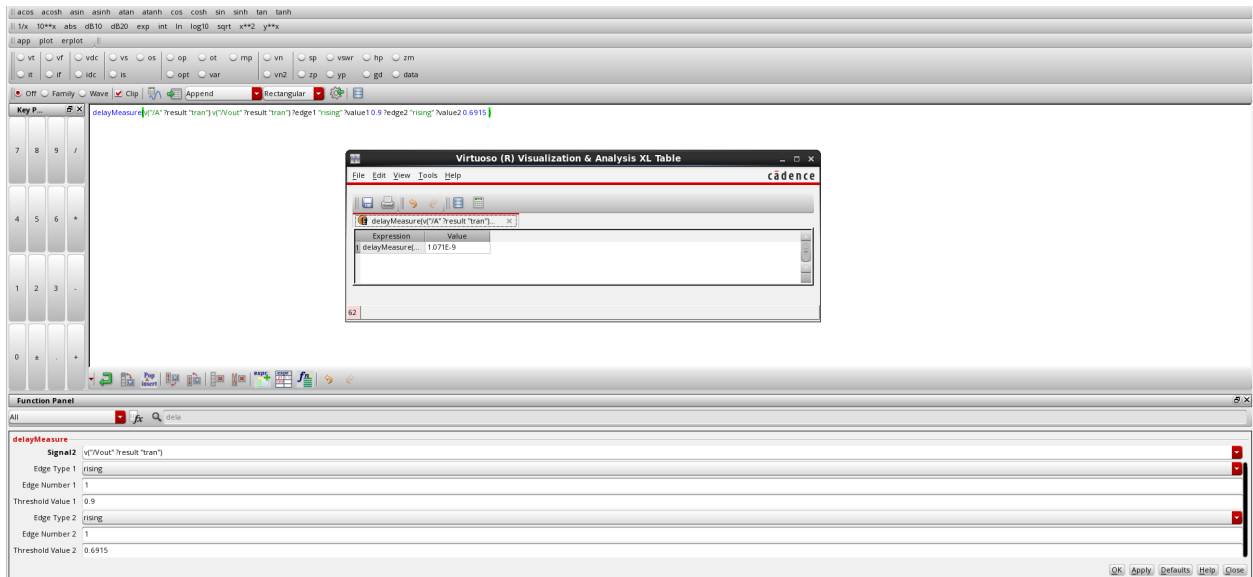 acos acosh asin asinh atan atanh cos cosh sin sinh tan tanh
1/x 10**x abs dB10 dB20 exp int ln log10 sqrt x**2 y**x
app plot erplot
vt vf vdc vs os op ot mp vn sp vswr hp zm
it if idc is opt var vn2 zp yp gd data
Off Family Wave Clip Append Rectangular
Key P...
delayMeasure(v("/A" ?result "tran") v("/Vout" ?result "tran") ?edge1 "rising" ?value1 0.9 ?edge2 "rising" ?value2 0.6915 )
7 8 9 /
4 5 6 *
1 2 3 -
0 ± . +
Virtuoso (R) Visualization & Analysis XL Table
File Edit View Tools Help
cādence
delayMeasure(v("/A" ?result "tran")...
Expression Value
1 delayMeasure(... 1.071E-9
62
Pop
insert
expr
expr
Function Panel
All fx dela
delayMeasure
Signal2 v("/Vout" ?result "tran")
Edge Type 1 rising
Edge Number 1 1
Threshold Value 1 0.9
Edge Type 2 rising
Edge Number 2 1
Threshold Value 2 0.6915
OK Apply Defaults Help Close